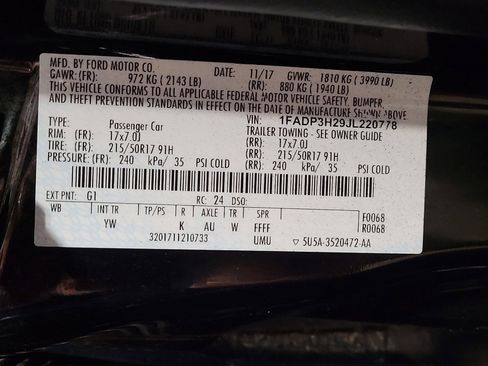 MFD. BY FORD MOTOR CO. DATE: 11/17 GVWR: 1810 KG ( 3990 LB)
GAWR: (FR) 972 KG ( 2143 LB) (RR): 880 KG ( 1940 LB)
THIS VEHICLE CONFORMS TO ALL APPLICABLE FEDERAL MOTOR VEHICLE SAFETY, BUMPER,
AND THEFT PREVENTION STANDARDS IN EFFECT ON THE DATE OF MANUFACTURE SHOWN ABOVE
VIN: 1FADP3H29JL220778
TYPE: Passenger Car TRAILER TOWING - SEE OWNER GUIDE
RIM: (FR) 17x7.0J (RR) 17x7.0J
TIRE: (FR) 215/50R17 91H (RR) 215/50R17 91H
PRESSURE: (FR) 240 kPa/ 35 PSI COLD (RR) 240 kPa/ 35 PSI COLD
EXT PNT: G1 RC: 24 DSO: F0068
WB INT TR TP/PS R AXLE TR SPR R0068
YW K AU W FFFF
3201711210733 UMU ▽ 5U5A-3520472-AA